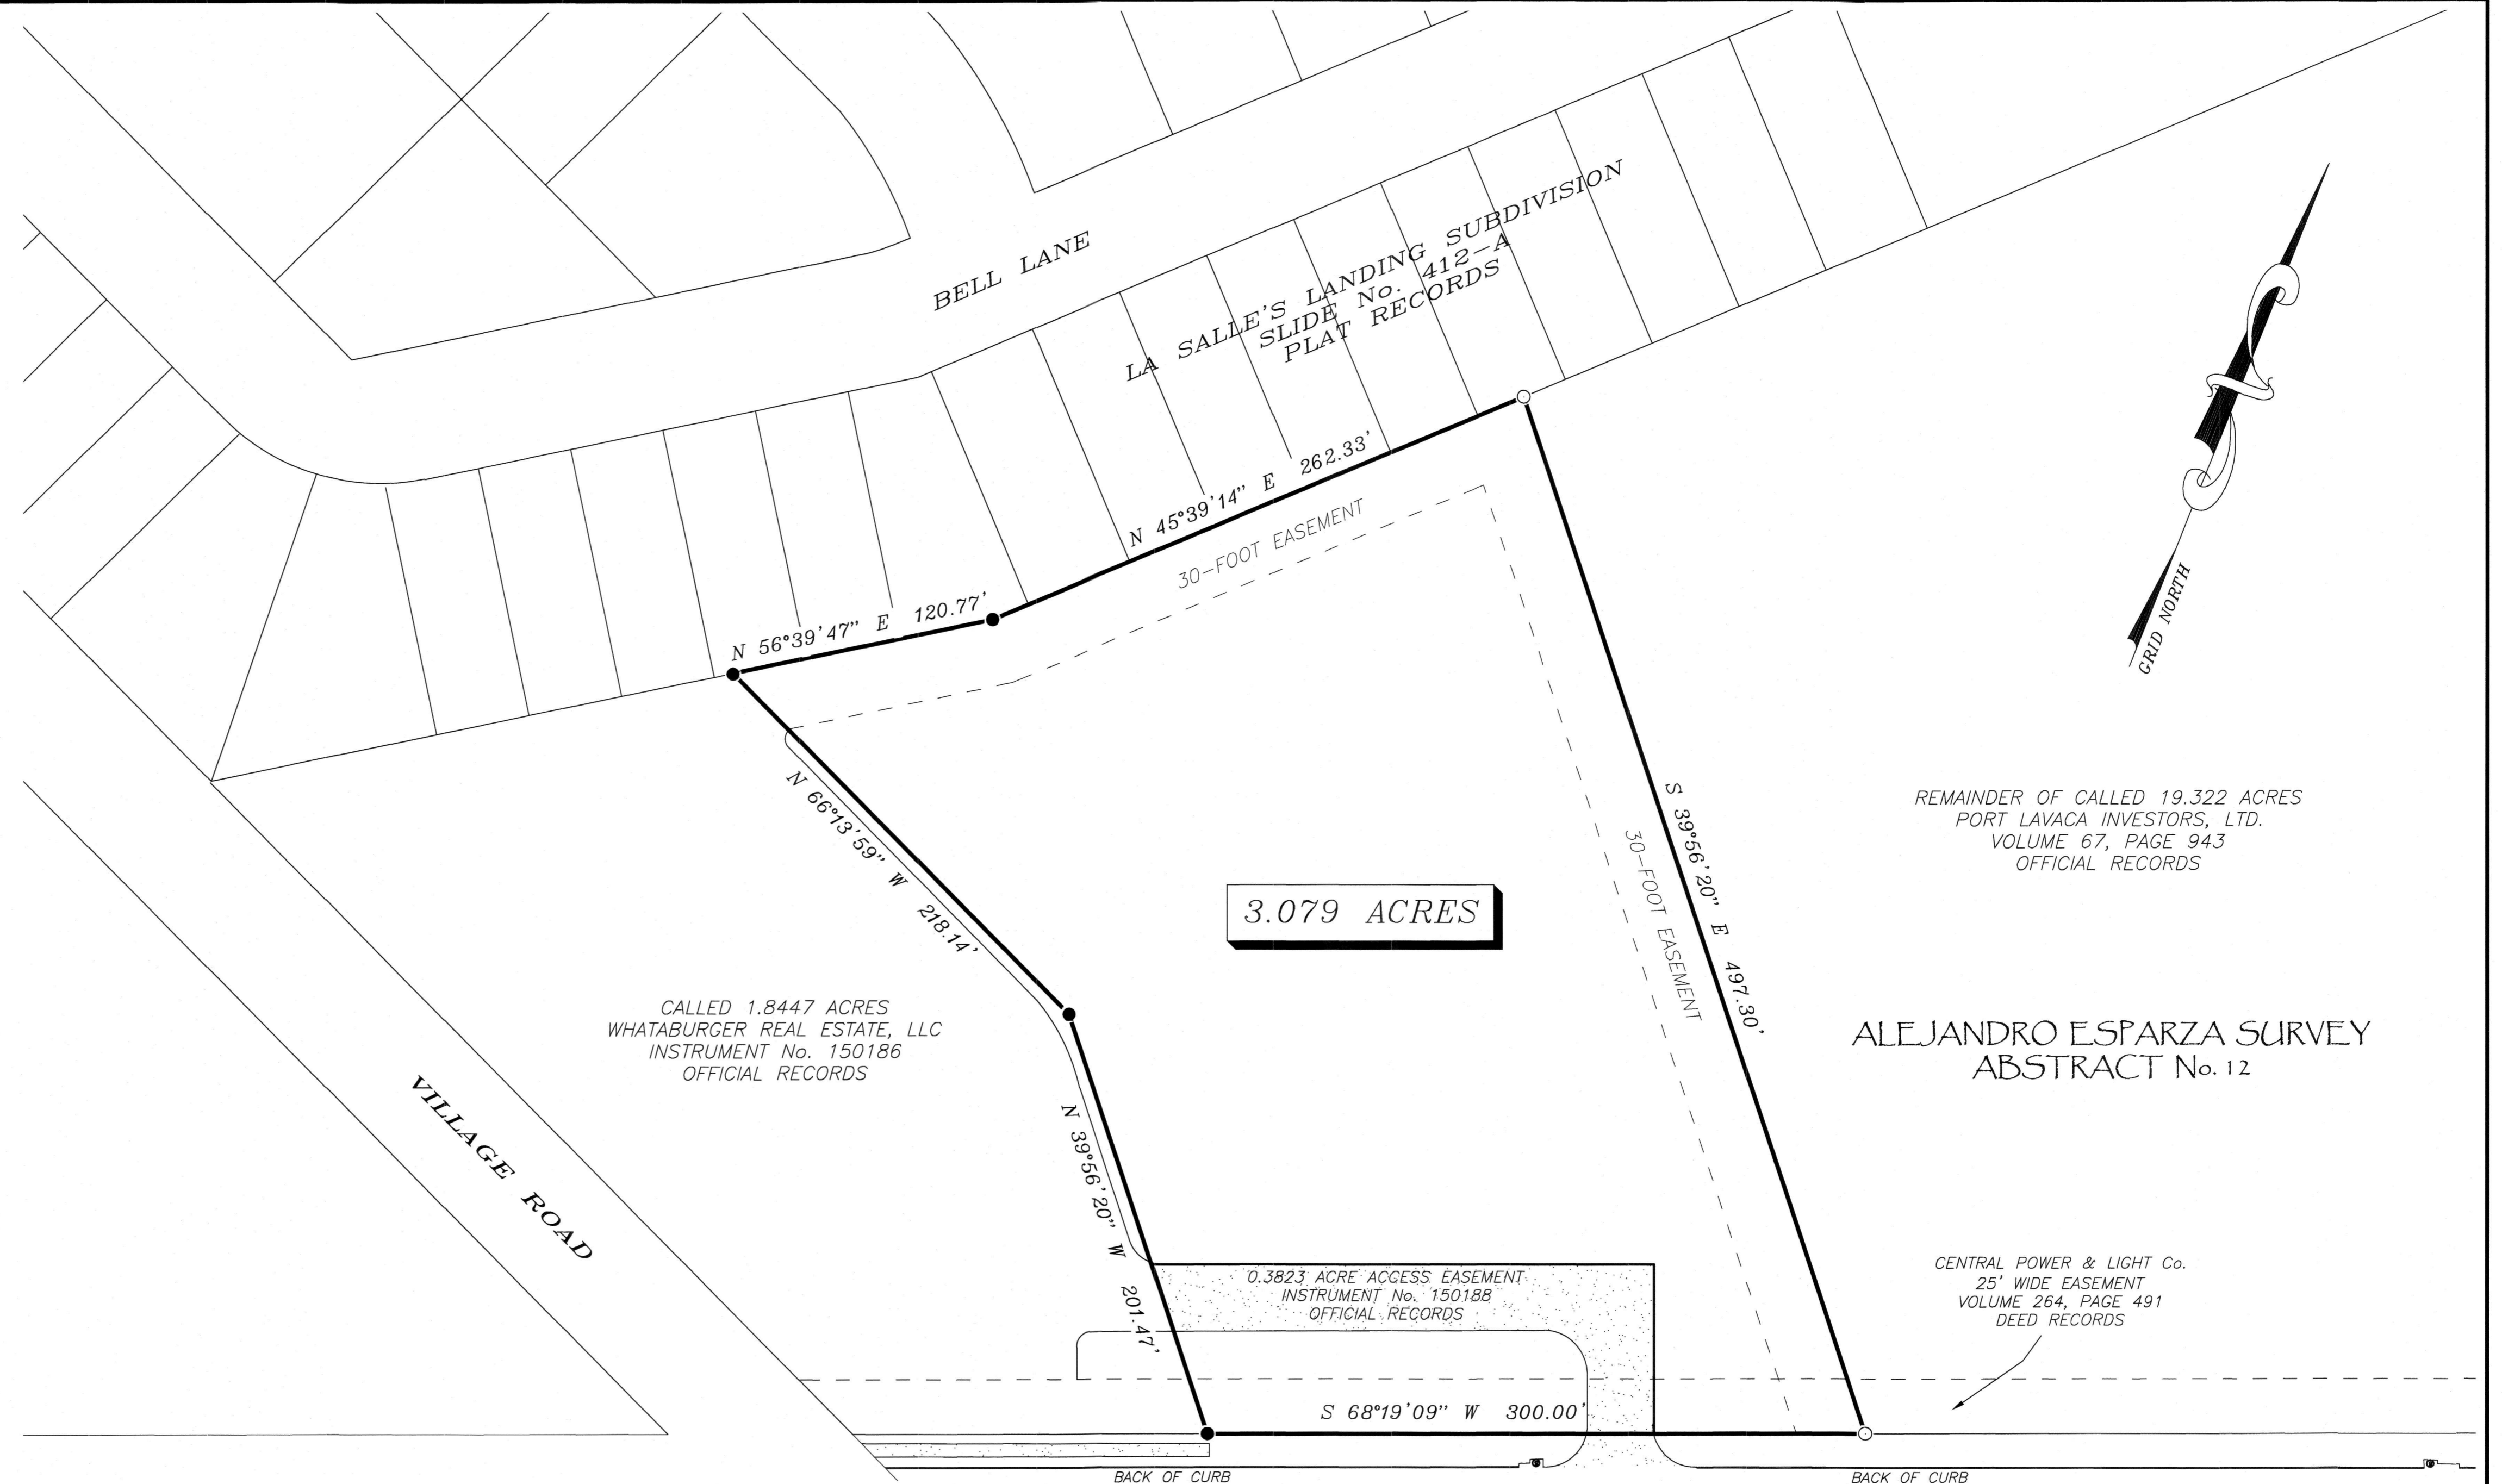 BELL LANE
LA SALLE'S LANDING SUBDIVISION
SLIDE No. 412-A
PLAT RECORDS
N 45°39'14" E 262.33'
30-FOOT EASEMENT
N 56°39'47" E 120.77'
GRID NORTH
N 66°13'59" W 218.14'
S 39°56'20" E 497.30'
30-FOOT EASEMENT
REMAINDER OF CALLED 19.322 ACRES
PORT LAVACA INVESTORS, LTD.
VOLUME 67, PAGE 943
OFFICIAL RECORDS
3.079 ACRES
CALLED 1.8447 ACRES
WHATABURGER REAL ESTATE, LLC
INSTRUMENT No. 150186
OFFICIAL RECORDS
ALEJANDRO ESPARZA SURVEY
ABSTRACT No. 12
VILLAGE ROAD
N 39°56'20" W 201.47'
0.3823 ACRE ACCESS EASEMENT
INSTRUMENT No. 150188
OFFICIAL RECORDS
CENTRAL POWER & LIGHT Co.
25' WIDE EASEMENT
VOLUME 264, PAGE 491
DEED RECORDS
S 68°19'09" W 300.00'
BACK OF CURB
BACK OF CURB